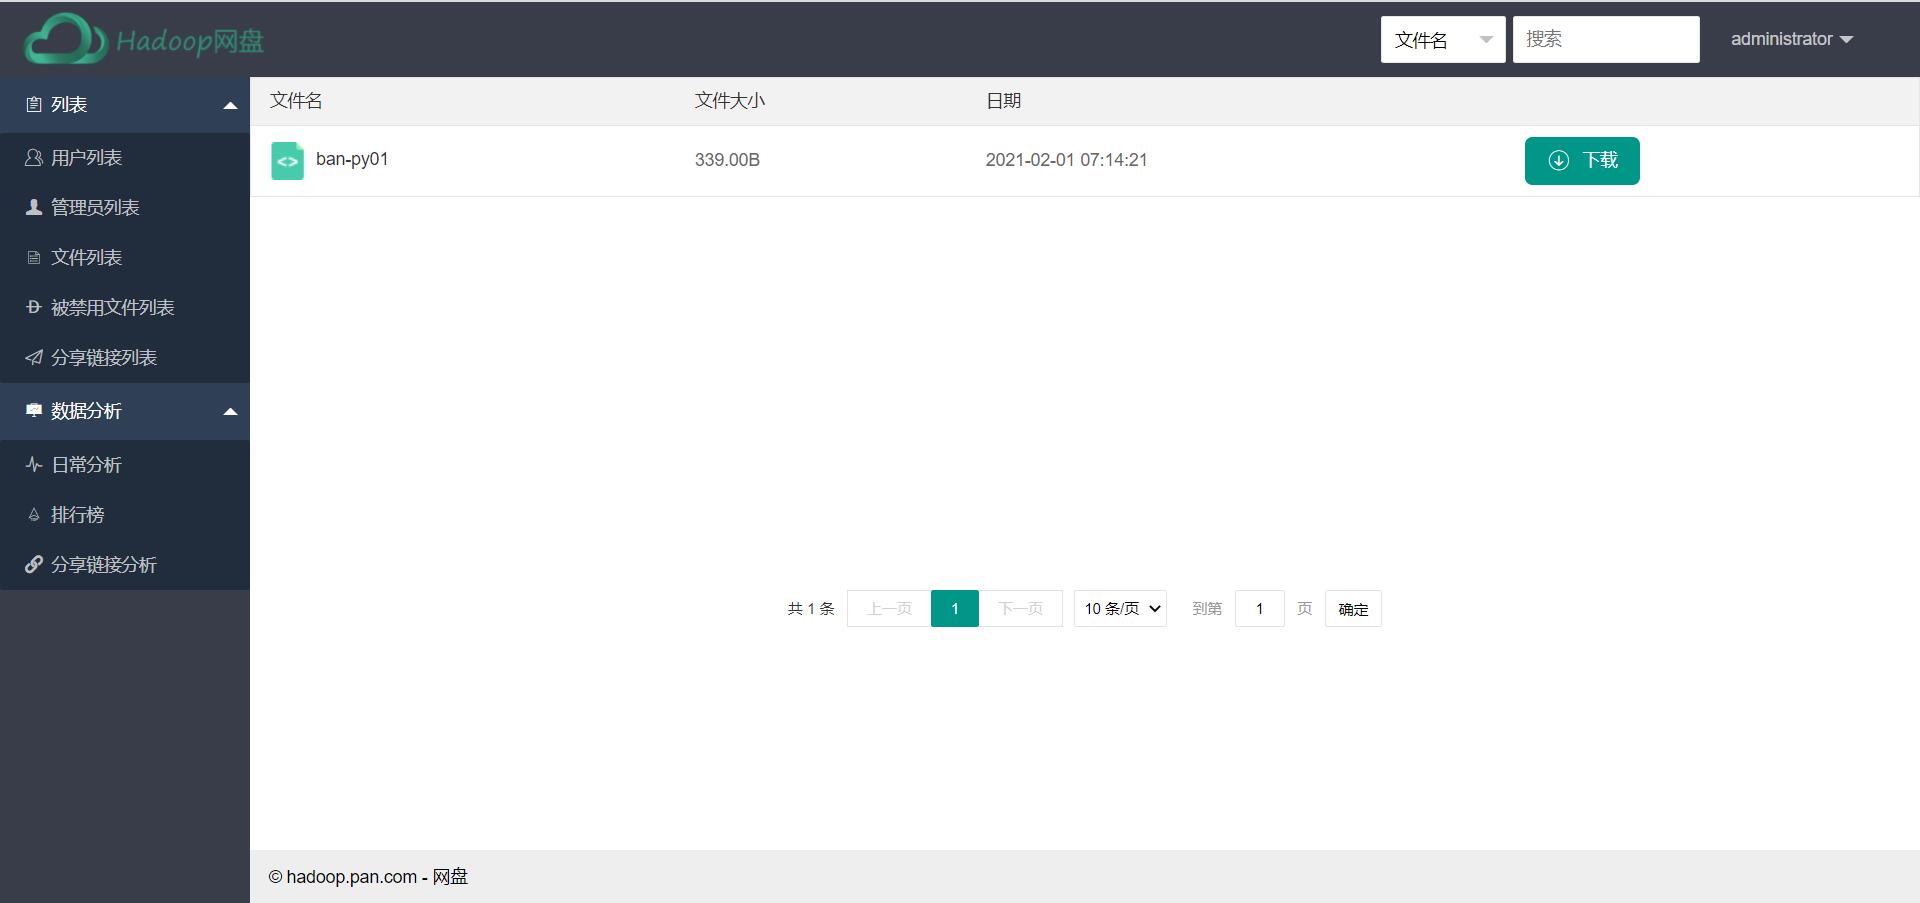 Hadoop网盘
文件名
搜索
administrator
列表
用户列表
管理员列表
文件列表
被禁用文件列表
分享链接列表
数据分析
日常分析
排行榜
分享链接分析
文件名 文件大小 日期
ban-py01 339.00B 2021-02-01 07:14:21 下载
共 1 条 上一页 1 下一页 10 条/页 到第 1 页 确定
© hadoop.pan.com - 网盘